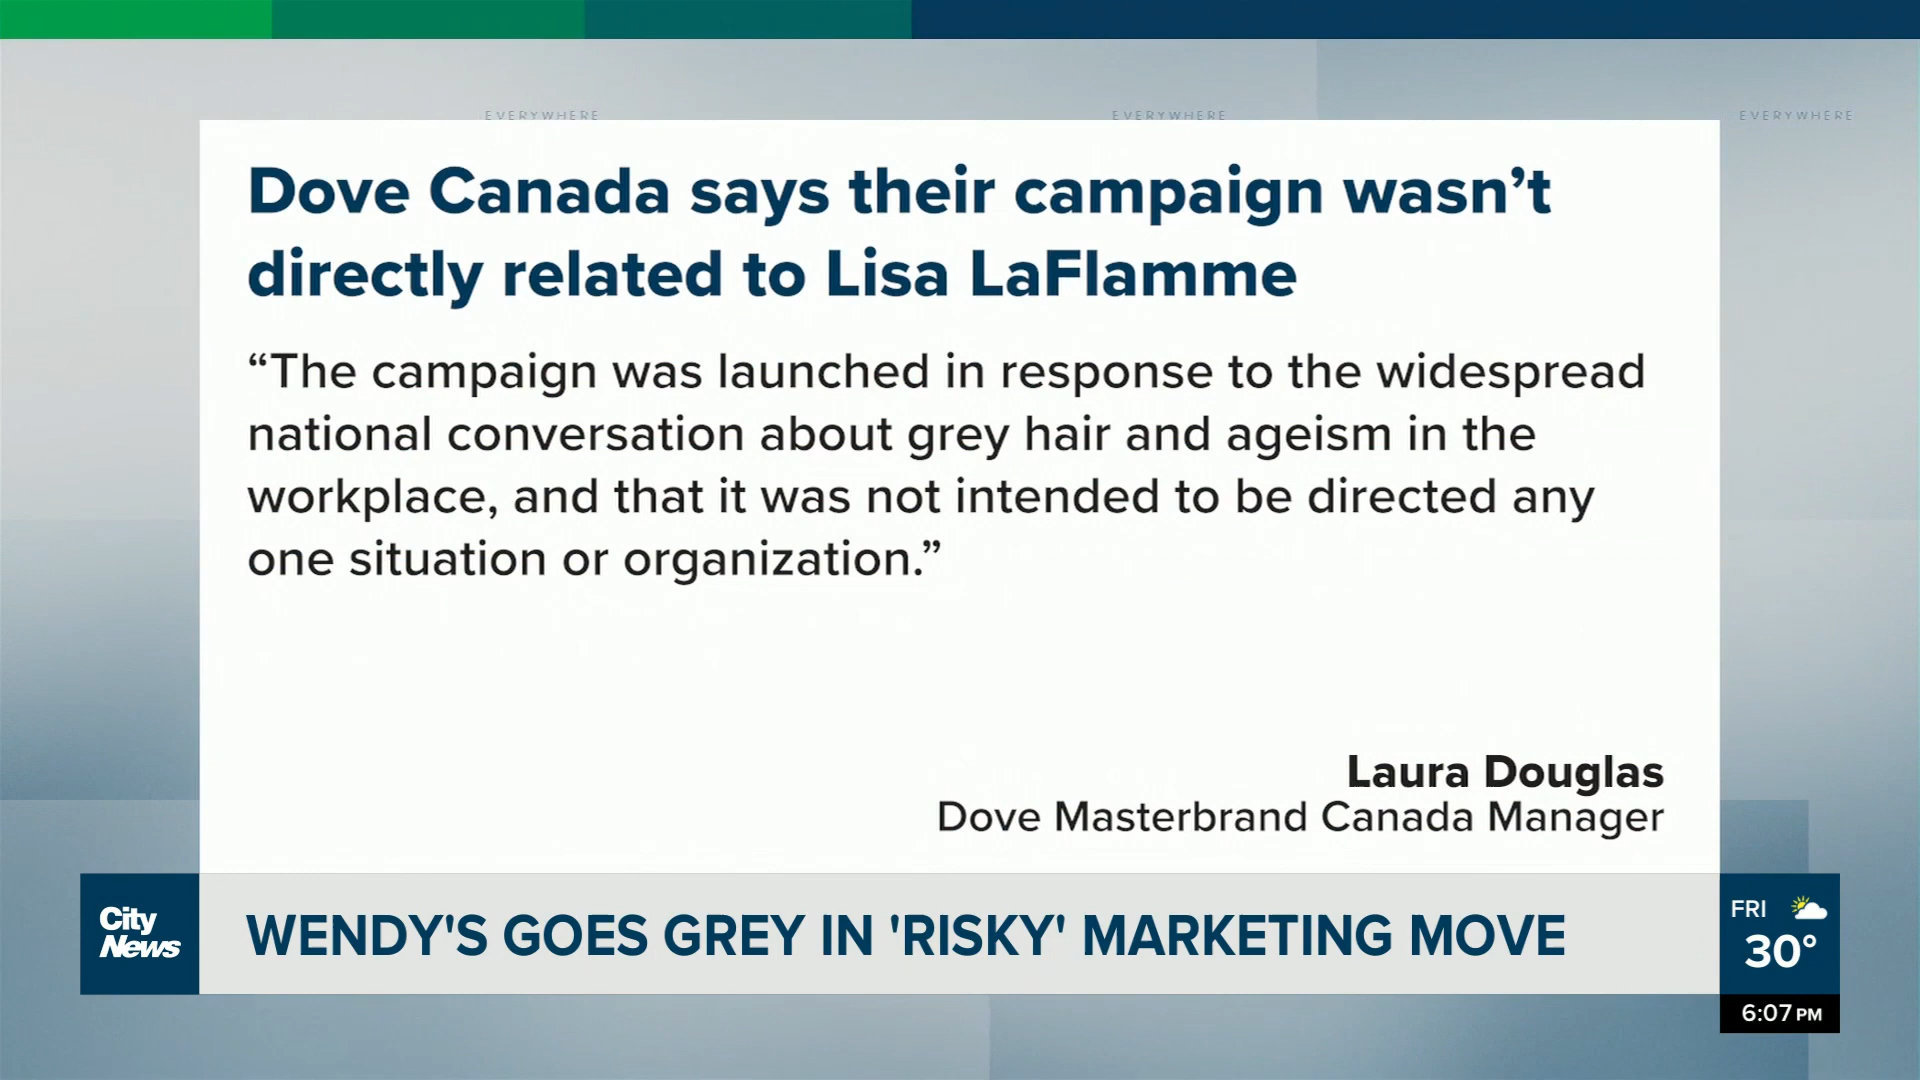 EVERYWHERE EVERYWHERE EVERYWHERE
Dove Canada says their campaign wasn’t
directly related to Lisa LaFlamme
“The campaign was launched in response to the widespread
national conversation about grey hair and ageism in the
workplace, and that it was not intended to be directed any
one situation or organization.”
Laura Douglas
Dove Masterbrand Canada Manager
City
News
WENDY'S GOES GREY IN 'RISKY' MARKETING MOVE
FRI
30°
6:07 PM